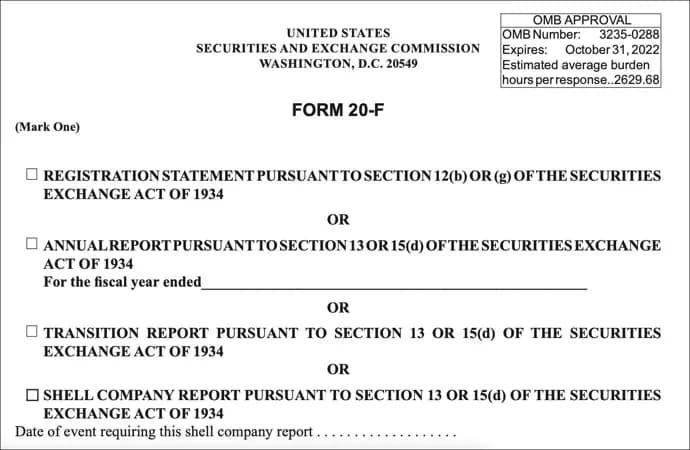 UNITED STATES
SECURITIES AND EXCHANGE COMMISSION
WASHINGTON, D.C. 20549
OMB APPROVAL
OMB Number: 3235-0288
Expires: October 31, 2022
Estimated average burden
hours per response..2629.68
FORM 20-F
(Mark One)
☐ REGISTRATION STATEMENT PURSUANT TO SECTION 12(b) OR (g) OF THE SECURITIES
EXCHANGE ACT OF 1934
OR
☐ ANNUAL REPORT PURSUANT TO SECTION 13 OR 15(d) OF THE SECURITIES EXCHANGE
ACT OF 1934
For the fiscal year ended____________________
OR
☐ TRANSITION REPORT PURSUANT TO SECTION 13 OR 15(d) OF THE SECURITIES
EXCHANGE ACT OF 1934
OR
☐ SHELL COMPANY REPORT PURSUANT TO SECTION 13 OR 15(d) OF THE SECURITIES
EXCHANGE ACT OF 1934
Date of event requiring this shell company report . . . . . . . . . . . . . . . . . . .